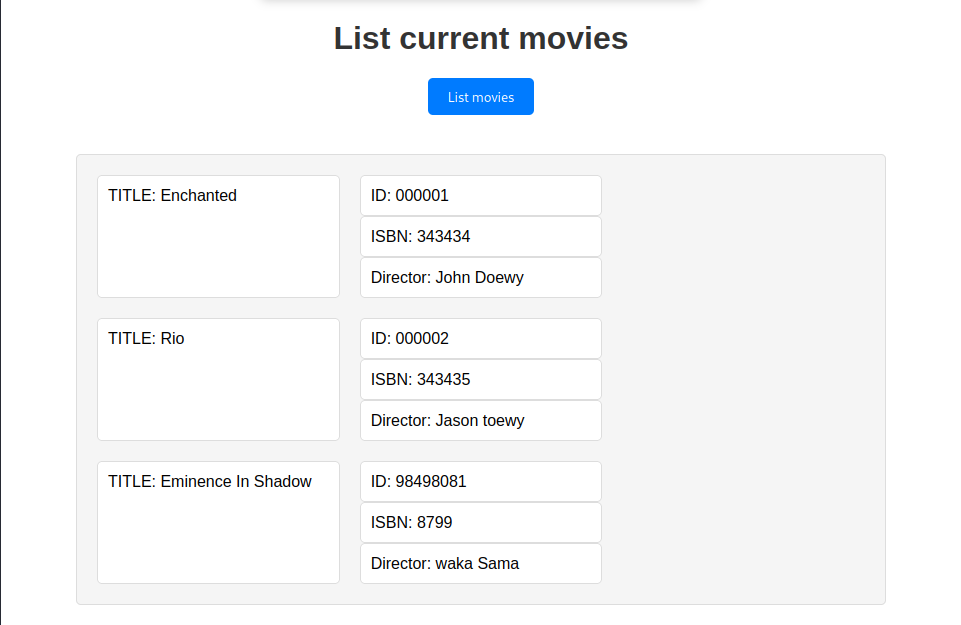 List current movies
List movies
TITLE: Enchanted
ID: 000001
ISBN: 343434
Director: John Doewy
TITLE: Rio
ID: 000002
ISBN: 343435
Director: Jason toewy
TITLE: Eminence In Shadow
ID: 98498081
ISBN: 8799
Director: waka Sama